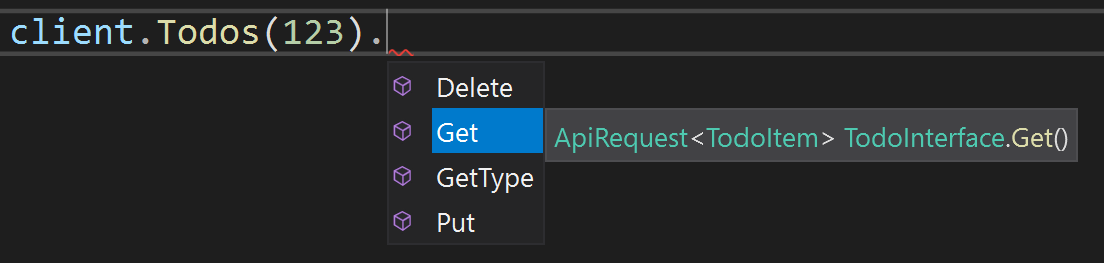 client.Todos(123).
Delete
Get
ApiRequest<TodoItem> TodoInterface.Get()
GetType
Put